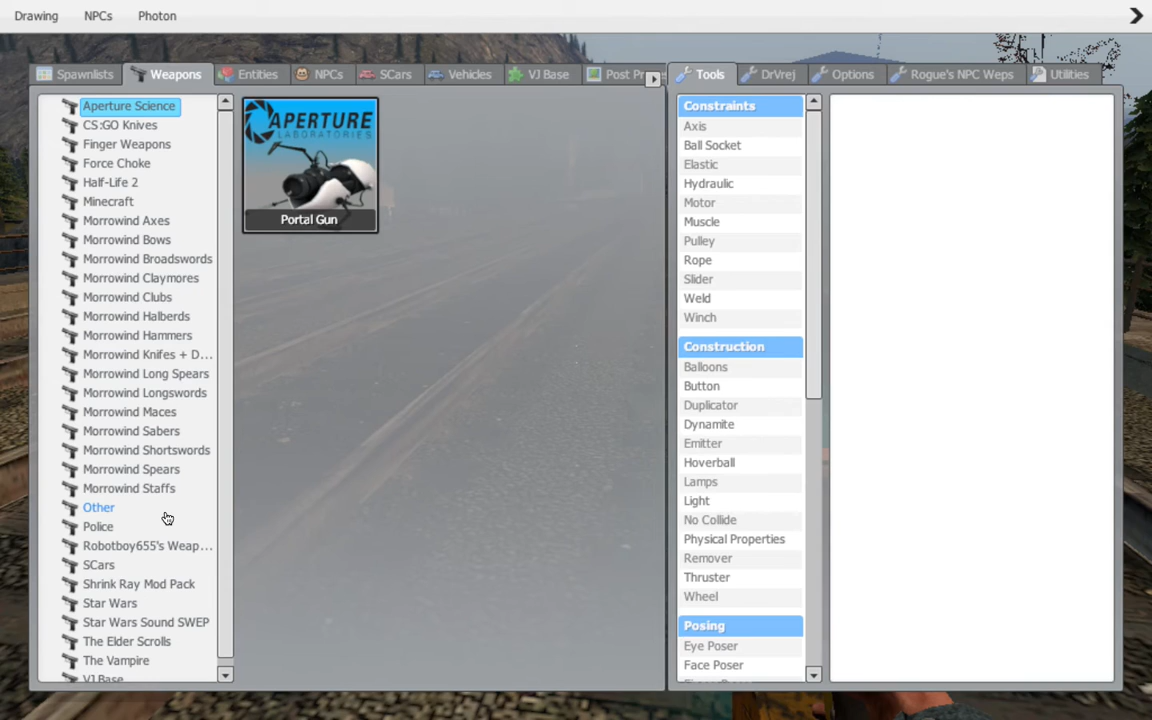 Drawing NPCs Photon
Spawnlists Weapons Entities NPCs SCars Vehicles VJ Base Post Pr
Tools DrVrej Options Rogue's NPC Weps Utilities
Aperture Science
CS:GO Knives
Finger Weapons
Force Choke
Half-Life 2
Minecraft
Morrowind Axes
Morrowind Bows
Morrowind Broadswords
Morrowind Claymores
Morrowind Clubs
Morrowind Halberds
Morrowind Hammers
Morrowind Knifes + D...
Morrowind Long Spears
Morrowind Longswords
Morrowind Maces
Morrowind Sabers
Morrowind Shortswords
Morrowind Spears
Morrowind Staffs
Other
Police
Robotboy655's Weap...
SCars
Shrink Ray Mod Pack
Star Wars
Star Wars Sound SWEP
The Elder Scrolls
The Vampire
VJ Base
APERTURE
LABORATORIES
Portal Gun
Constraints
Axis
Ball Socket
Elastic
Hydraulic
Motor
Muscle
Pulley
Rope
Slider
Weld
Winch
Construction
Balloons
Button
Duplicator
Dynamite
Emitter
Hoverball
Lamps
Light
No Collide
Physical Properties
Remover
Thruster
Wheel
Posing
Eye Poser
Face Poser